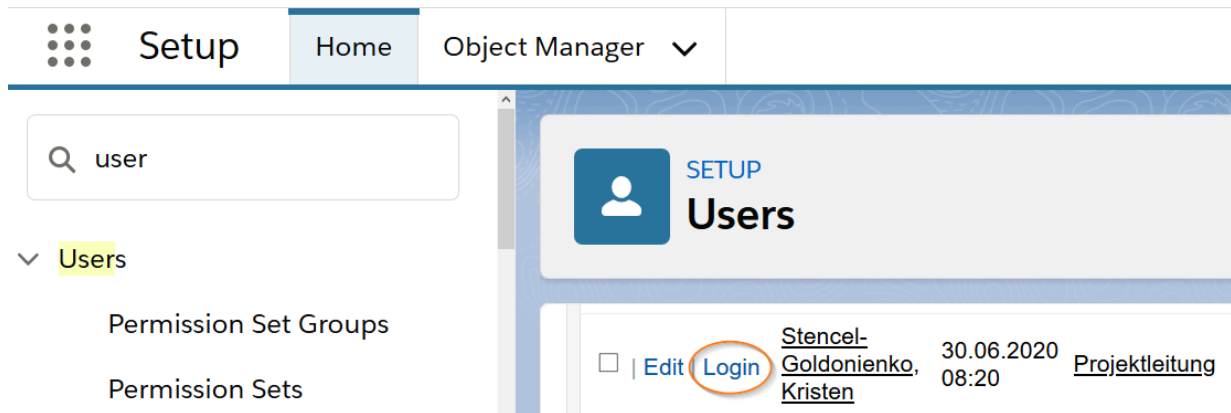 Setup Home Object Manager
user
SETUP
Users
Users
Permission Set Groups
Permission Sets
| Edit | Login
Stencel-
Goldonienko,
Kristen
30.06.2020
08:20
Projektleitung